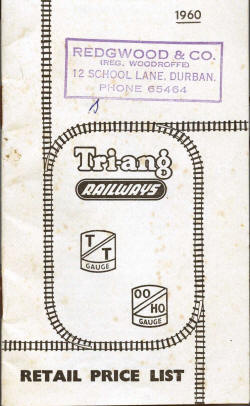 1960
REDGWOOD & CO.
(REG. WOODROFFE)
12 SCHOOL LANE, DURBAN.
PHONE 65464
Tri-ang
RAILWAYS
TT
GAUGE
OO/HO
GAUGE
RETAIL PRICE LIST